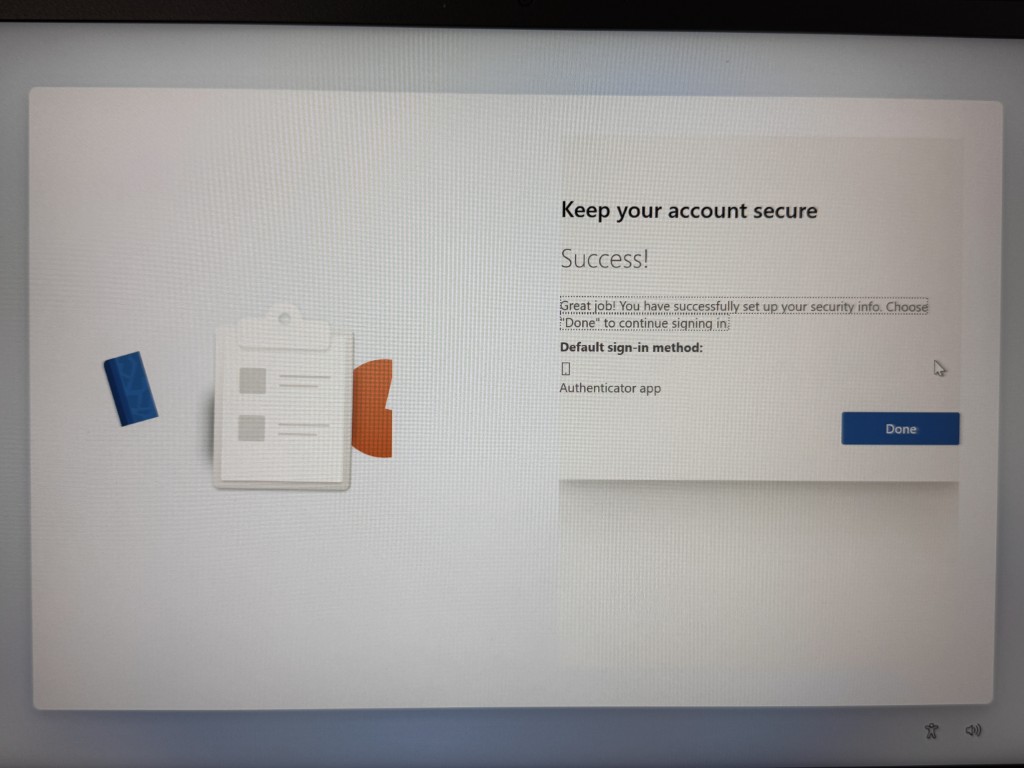 Keep your account secure
Success!
Great job! You have successfully set up your security info. Choose
"Done" to continue signing in.
Default sign-in method:
Authenticator app
Done